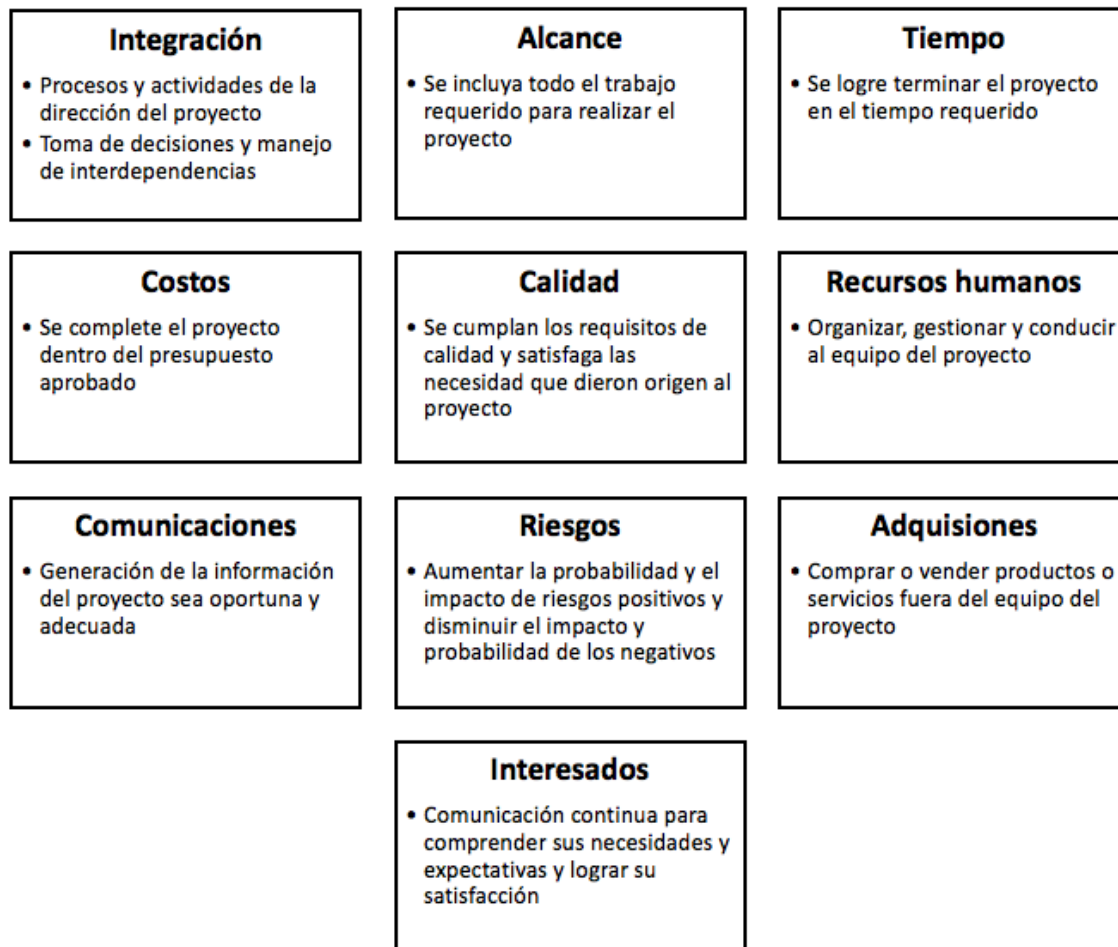 Integración
• Procesos y actividades de la
dirección del proyecto
• Toma de decisiones y manejo
de interdependencias
Alcance
• Se incluya todo el trabajo
requerido para realizar el
proyecto
Tiempo
• Se logre terminar el proyecto
en el tiempo requerido
Costos
• Se complete el proyecto
dentro del presupuesto
aprobado
Calidad
• Se cumplan los requisitos de
calidad y satisfaga las
necesidad que dieron origen al
proyecto
Recursos humanos
• Organizar, gestionar y conducir
al equipo del proyecto
Comunicaciones
• Generación de la información
del proyecto sea oportuna y
adecuada
Riesgos
• Aumentar la probabilidad y el
impacto de riesgos positivos y
disminuir el impacto y
probabilidad de los negativos
Adquisiones
• Comprar o vender productos o
servicios fuera del equipo del
proyecto
Interesados
• Comunicación continua para
comprender sus necesidades y
expectativas y lograr su
satisfacción